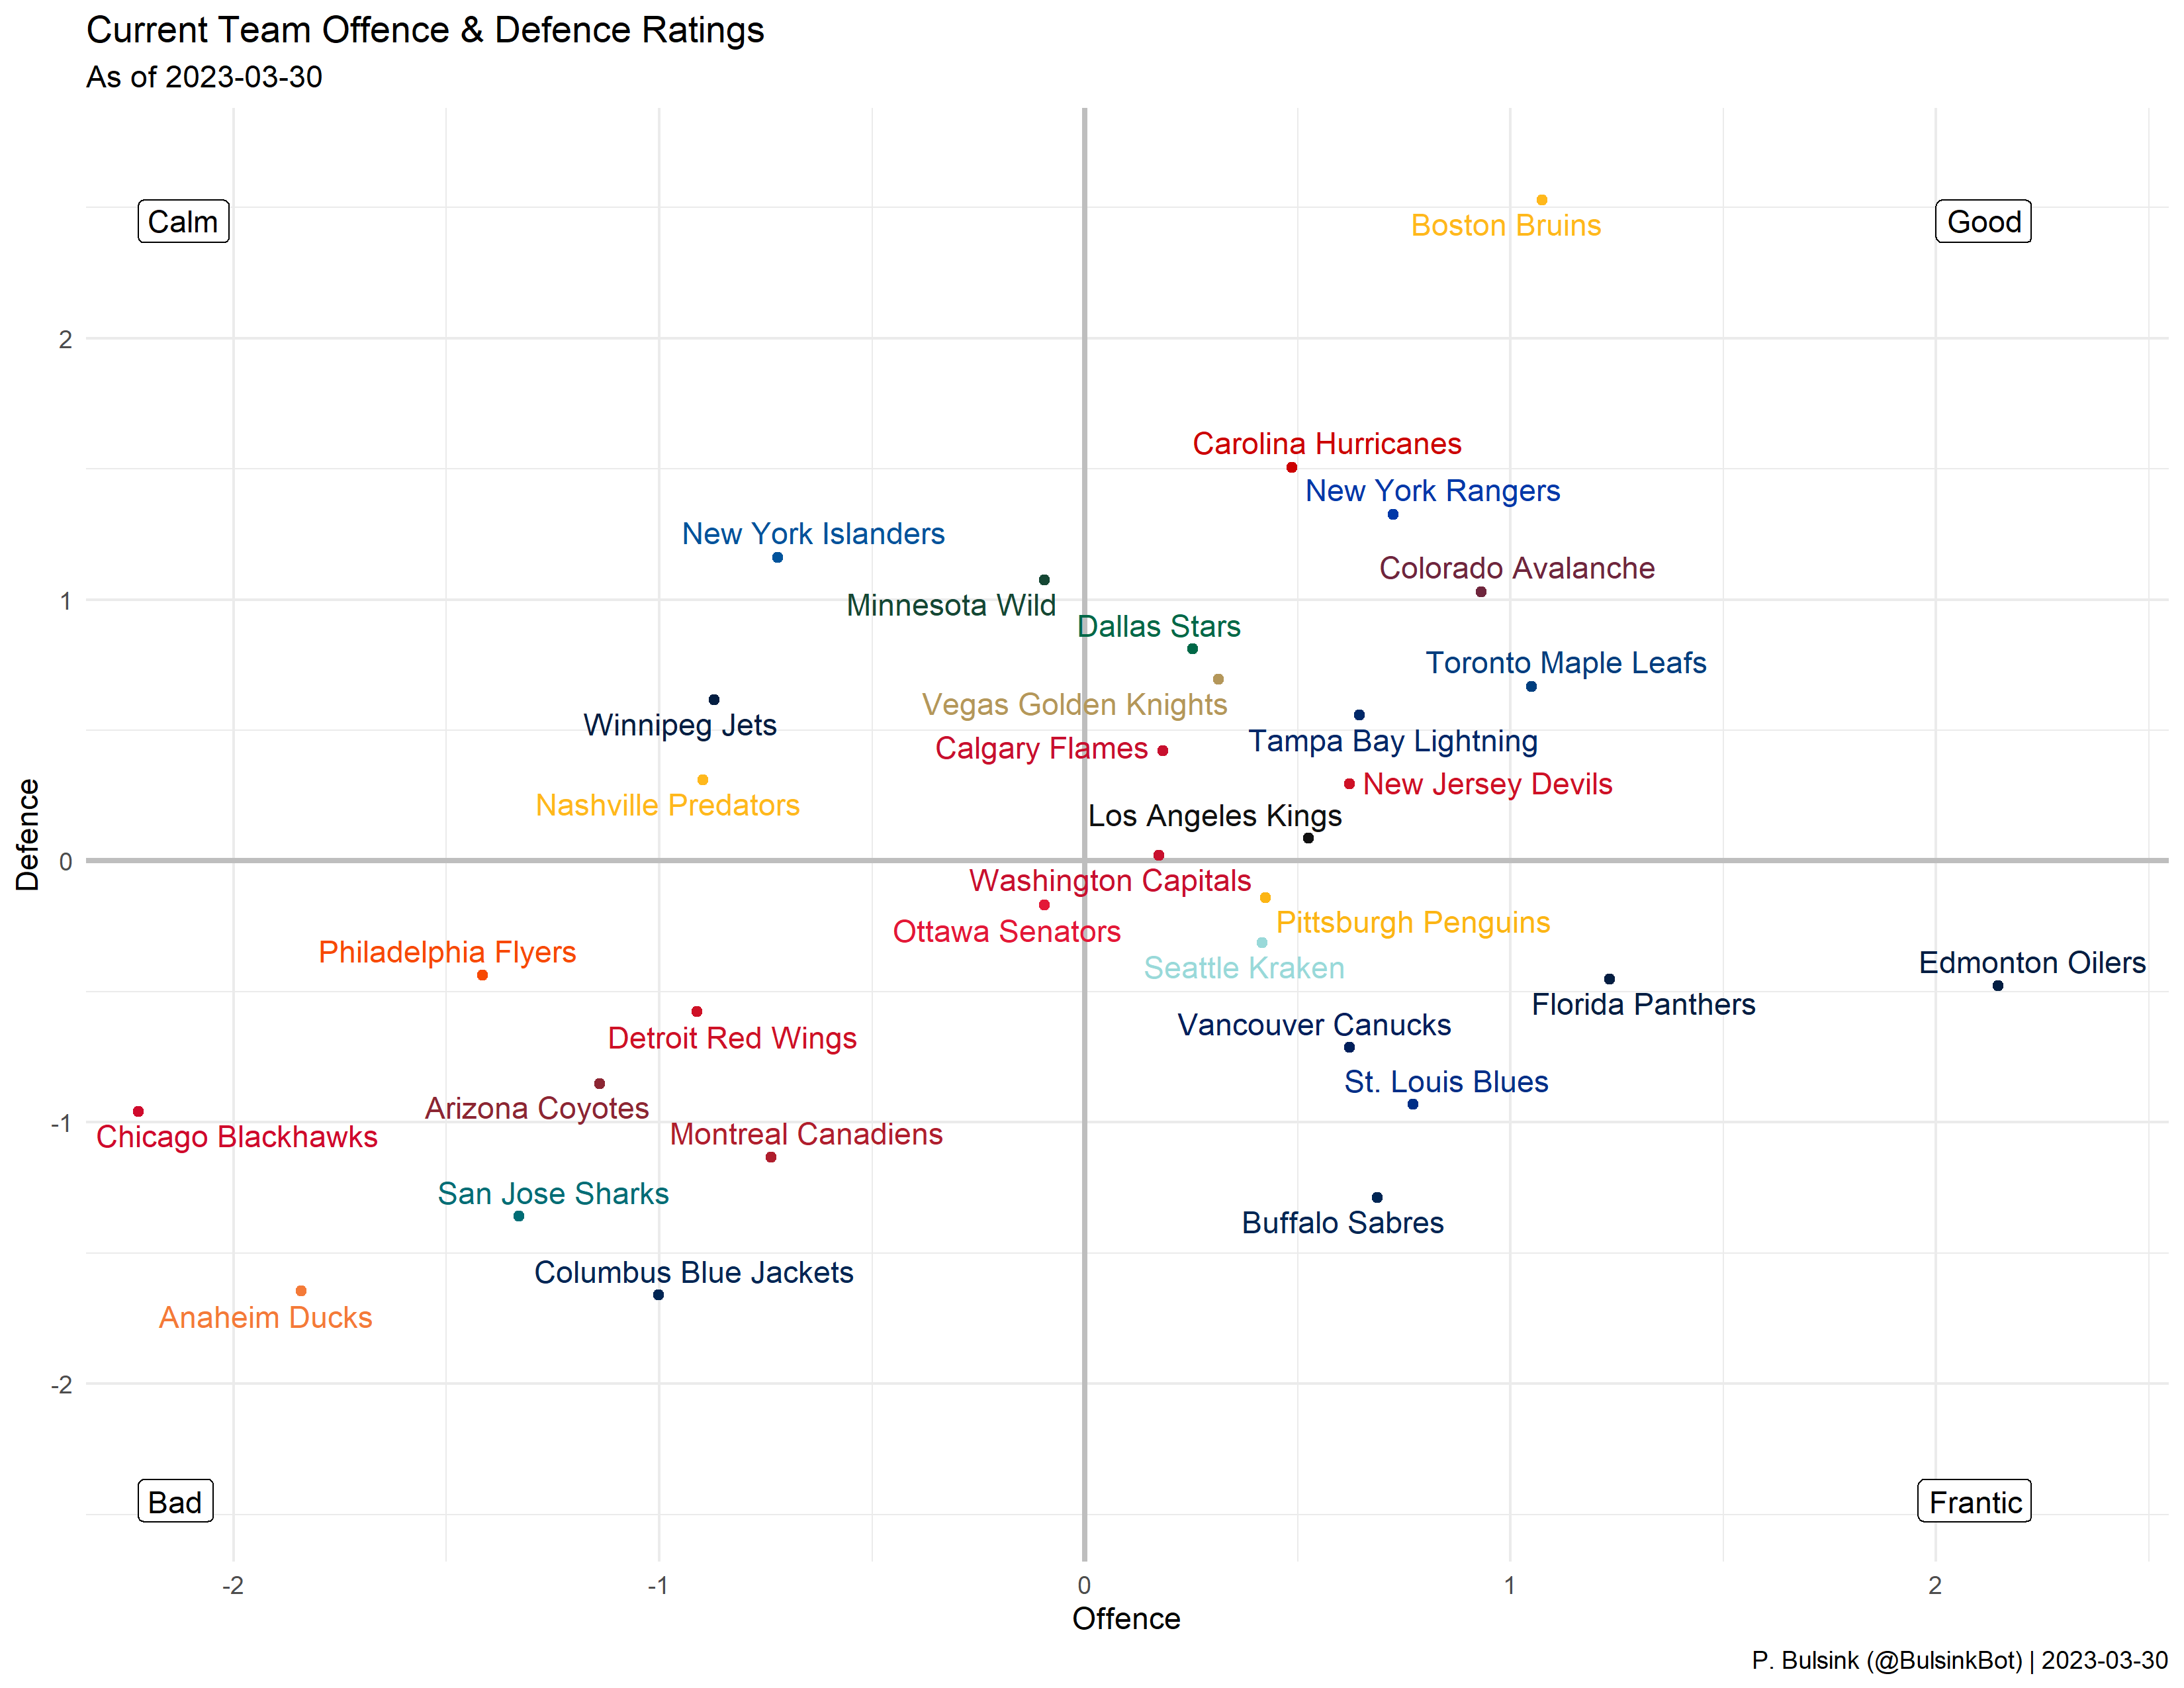 Current Team Offence & Defence Ratings
As of 2023-03-30
Calm
Good
Boston Bruins
2
Carolina Hurricanes
New York Rangers
New York Islanders
Colorado Avalanche
1
Minnesota Wild
Dallas Stars
Toronto Maple Leafs
Vegas Golden Knights
Winnipeg Jets
Tampa Bay Lightning
Calgary Flames
New Jersey Devils
Nashville Predators
Los Angeles Kings
Defence
0
Washington Capitals
Pittsburgh Penguins
Ottawa Senators
Philadelphia Flyers
Seattle Kraken
Edmonton Oilers
Florida Panthers
Vancouver Canucks
Detroit Red Wings
St. Louis Blues
Arizona Coyotes
-1
Chicago Blackhawks
Montreal Canadiens
San Jose Sharks
Buffalo Sabres
Columbus Blue Jackets
Anaheim Ducks
-2
Bad
Frantic
-2
-1
0
1
2
Offence
P. Bulsink (@BulsinkBot) | 2023-03-30